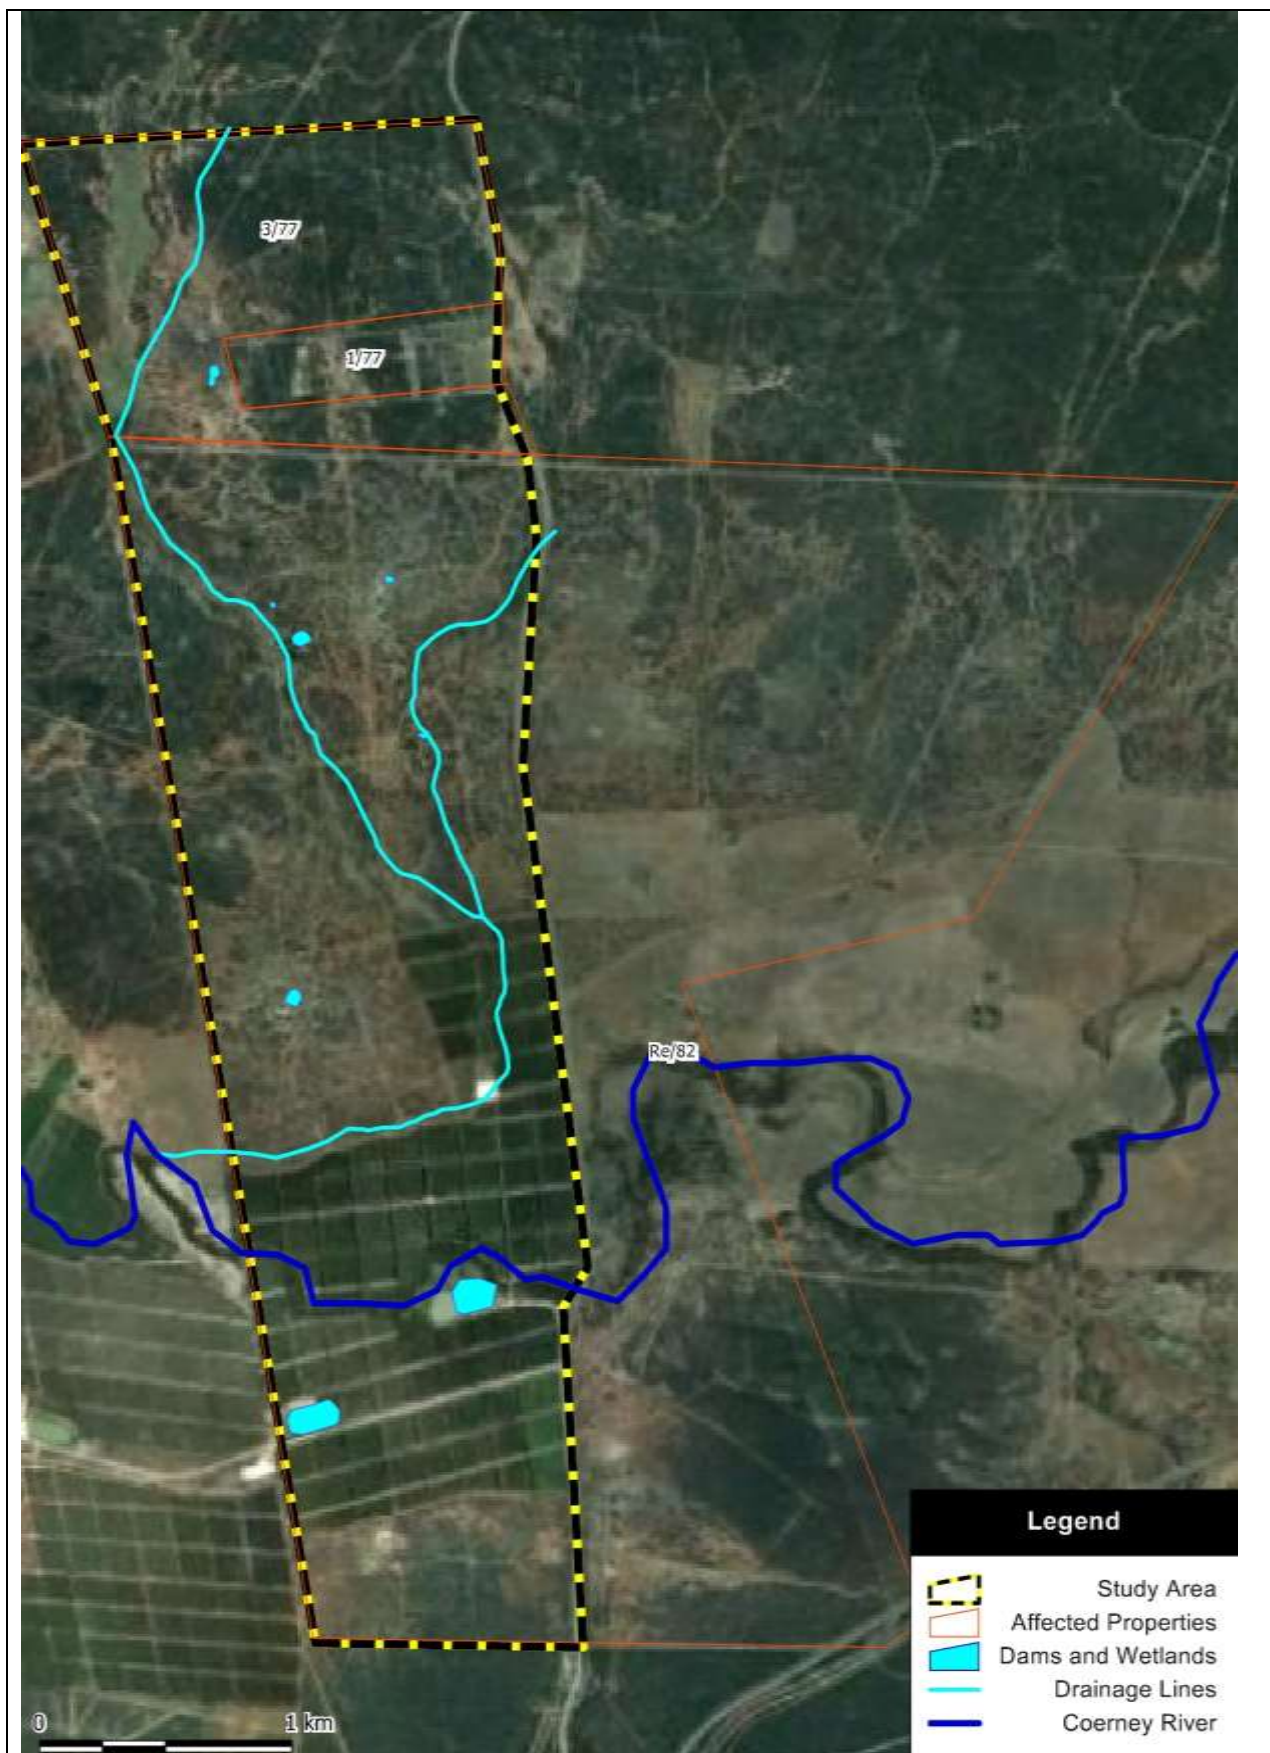 3/77
1/77
Re/82
Legend
Study Area
Affected Properties
Dams and Wetlands
Drainage Lines
Coerney River
0 1 km